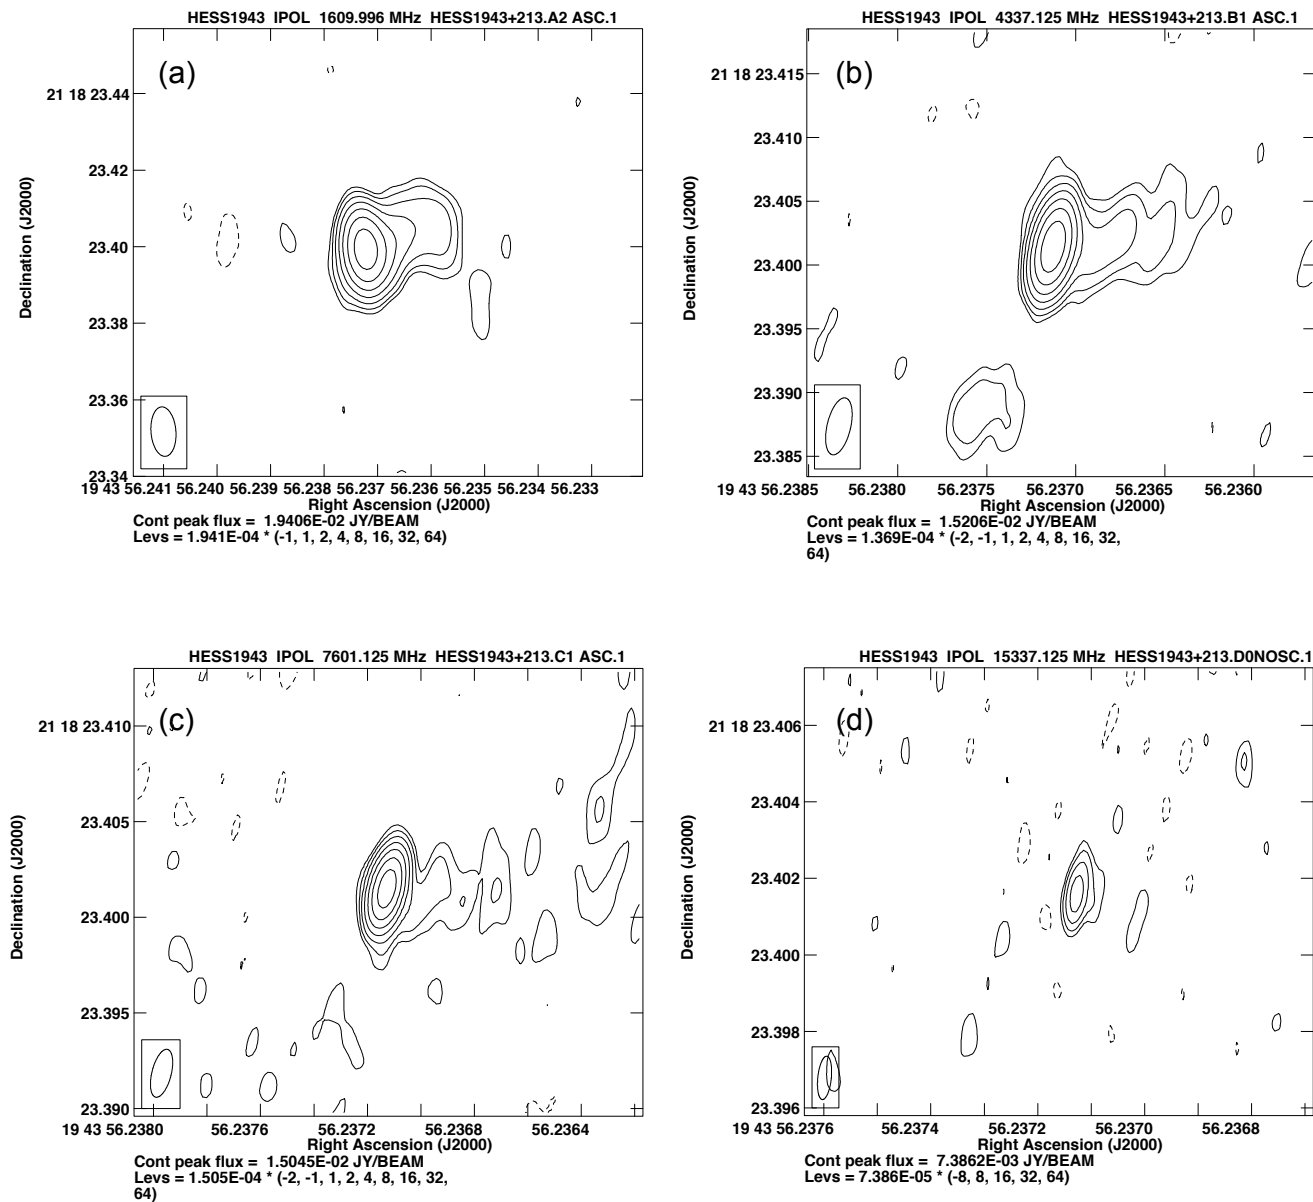 HESS1943 IPOL 1609.996 MHz HESS1943+213.A2 ASC.1
(a)
Declination (J2000)
21 18 23.44
23.42
23.40
23.38
23.36
23.34
19 43 56.241 56.240 56.239 56.238 56.237 56.236 56.235 56.234 56.233
Right Ascension (J2000)
Cont peak flux = 1.9406E-02 JY/BEAM
Levs = 1.941E-04 * (-1, 1, 2, 4, 8, 16, 32, 64)
HESS1943 IPOL 4337.125 MHz HESS1943+213.B1 ASC.1
(b)
Declination (J2000)
21 18 23.415
23.410
23.405
23.400
23.395
23.390
23.385
19 43 56.2385 56.2380 56.2375 56.2370 56.2365 56.2360
Right Ascension (J2000)
Cont peak flux = 1.5206E-02 JY/BEAM
Levs = 1.369E-04 * (-2, -1, 1, 2, 4, 8, 16, 32,
64)
HESS1943 IPOL 7601.125 MHz HESS1943+213.C1 ASC.1
(c)
Declination (J2000)
21 18 23.410
23.405
23.400
23.395
23.390
19 43 56.2380 56.2376 56.2372 56.2368 56.2364
Right Ascension (J2000)
Cont peak flux = 1.5045E-02 JY/BEAM
Levs = 1.505E-04 * (-2, -1, 1, 2, 4, 8, 16, 32,
64)
HESS1943 IPOL 15337.125 MHz HESS1943+213.D0NOSC.1
(d)
Declination (J2000)
21 18 23.406
23.404
23.402
23.400
23.398
23.396
19 43 56.2376 56.2374 56.2372 56.2370 56.2368
Right Ascension (J2000)
Cont peak flux = 7.3862E-03 JY/BEAM
Levs = 7.386E-05 * (-8, 8, 16, 32, 64)